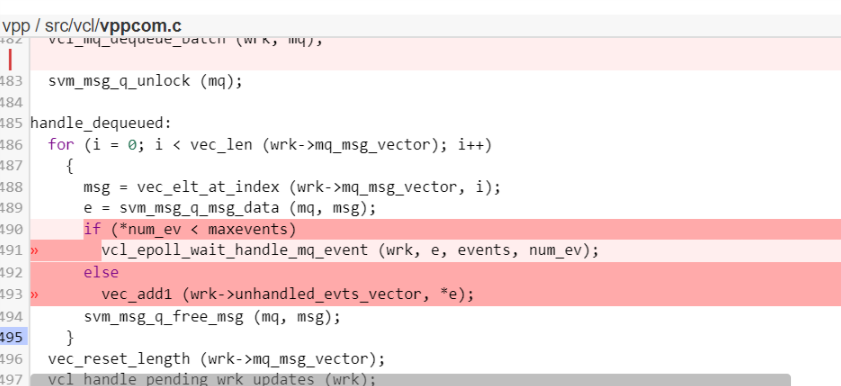 vpp / src/vcl/vppcom.c
482 vcl_mq_dequeue_batch (wrk, mq);
483 svm_msg_q_unlock (mq);
484
485 handle_dequeued:
486 for (i = 0; i < vec_len (wrk->mq_msg_vector); i++)
487 {
488 msg = vec_elt_at_index (wrk->mq_msg_vector, i);
489 e = svm_msg_q_msg_data (mq, msg);
490 if (*num_ev < maxevents)
491 » vcl_epoll_wait_handle_mq_event (wrk, e, events, num_ev);
492 else
493 » vec_add1 (wrk->unhandled_evts_vector, *e);
494 svm_msg_q_free_msg (mq, msg);
495 }
496 vec_reset_length (wrk->mq_msg_vector);
497 vcl_handle_pending_wrk_updates (wrk);